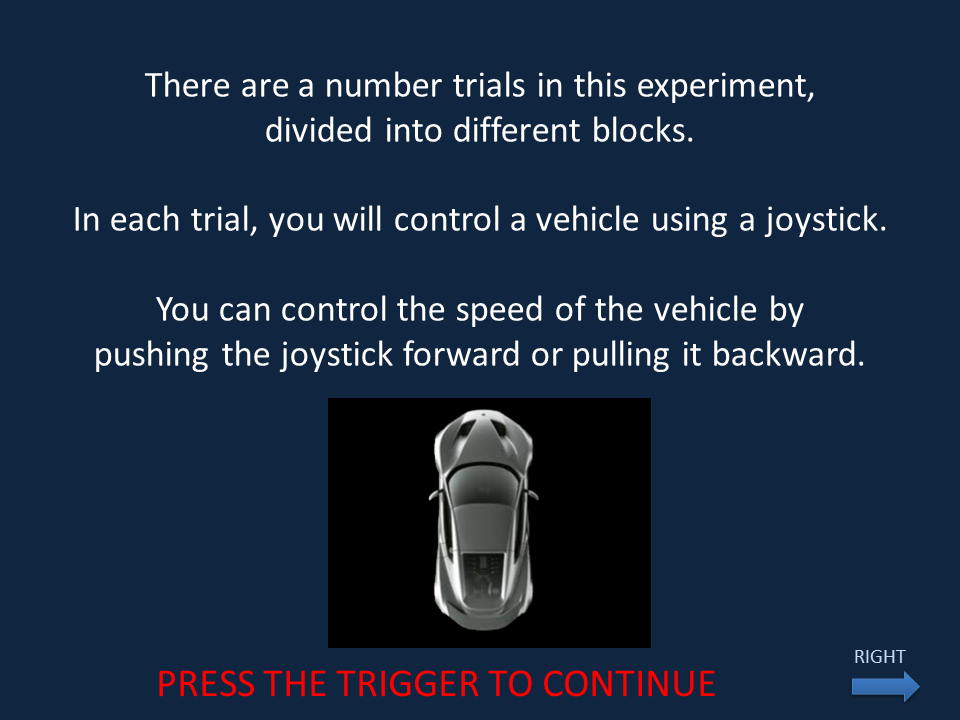 There are a number trials in this experiment,
divided into different blocks.
In each trial, you will control a vehicle using a joystick.
You can control the speed of the vehicle by
pushing the joystick forward or pulling it backward.
RIGHT
PRESS THE TRIGGER TO CONTINUE